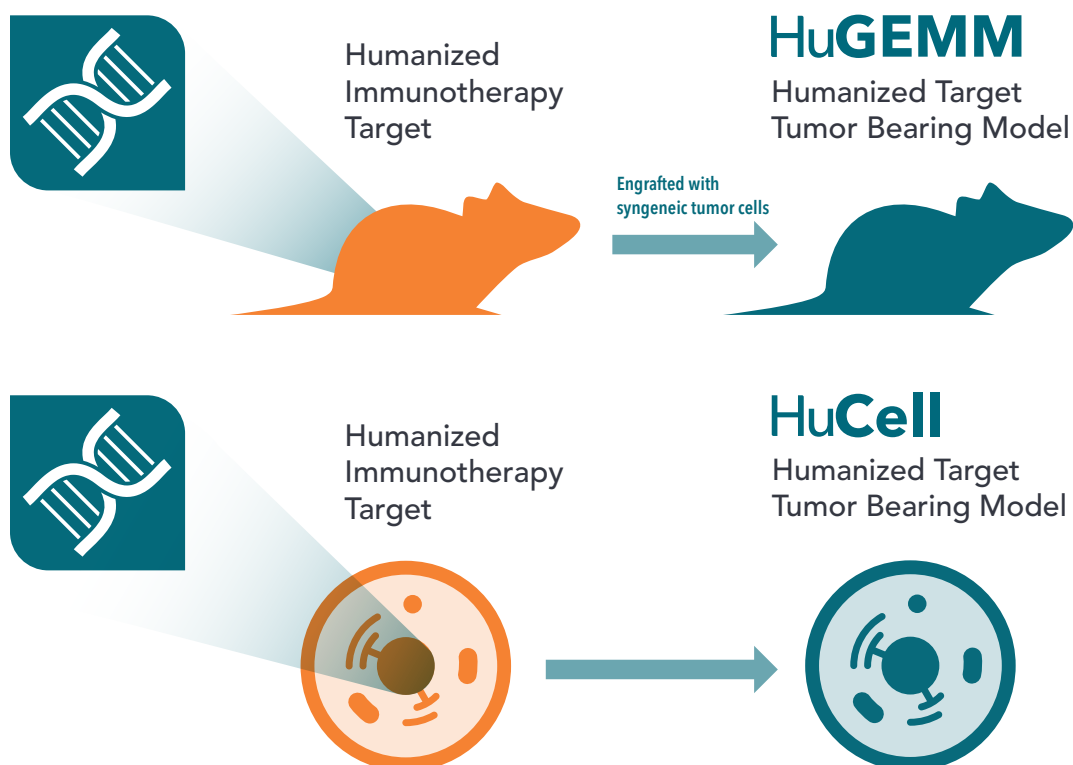 Humanized
Immunotherapy
Target
HuGEMM
Humanized Target
Tumor Bearing Model
Engrafted with
syngeneic tumor cells
Humanized
Immunotherapy
Target
HuCell
Humanized Target
Tumor Bearing Model